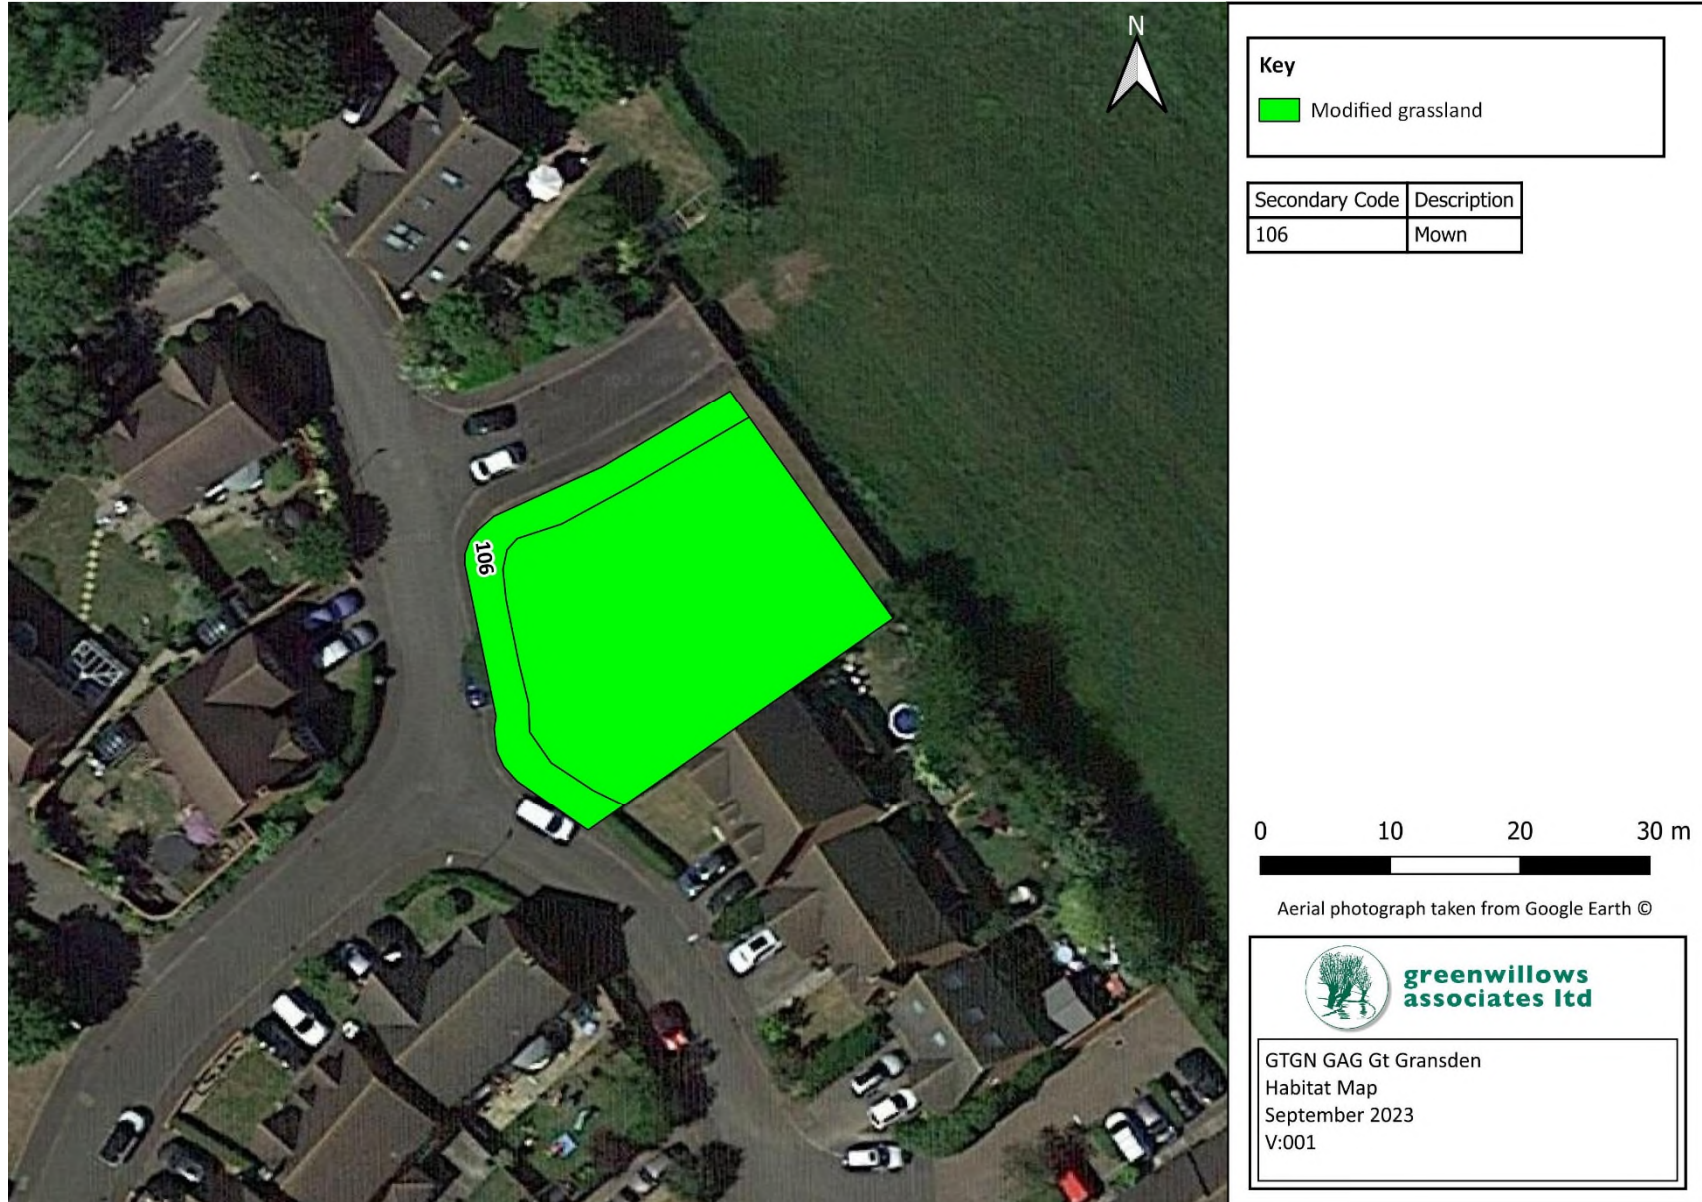 N
106
Key
Modified grassland
Secondary Code Description
106 Mown
0 10 20 30 m
Aerial photograph taken from Google Earth ©
greenwillows
associates ltd
GTGN GAG Gt Gransden
Habitat Map
September 2023
V:001